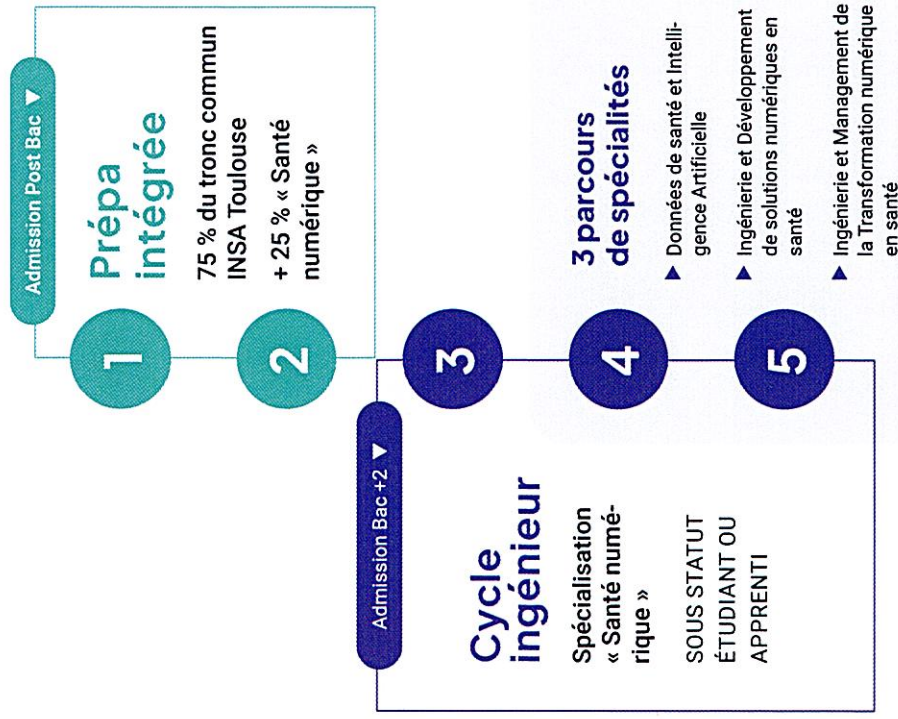 Admission Post Bac ▼
1
Prépa
intégrée
75 % du tronc commun
INSA Toulouse
+ 25 % « Santé
numérique »
2
Admission Bac +2 ▼
Cycle
ingénieur
Spécialisation
« Santé numé-
rique »
SOUS STATUT
ÉTUDIANT OU
APPRENTI
3
4
5
3 parcours
de spécialités
▶ Données de santé et Intelli-
gence Artificielle
▶ Ingénierie et Développement
de solutions numériques en
santé
▶ Ingénierie et Management de
la Transformation numérique
en santé